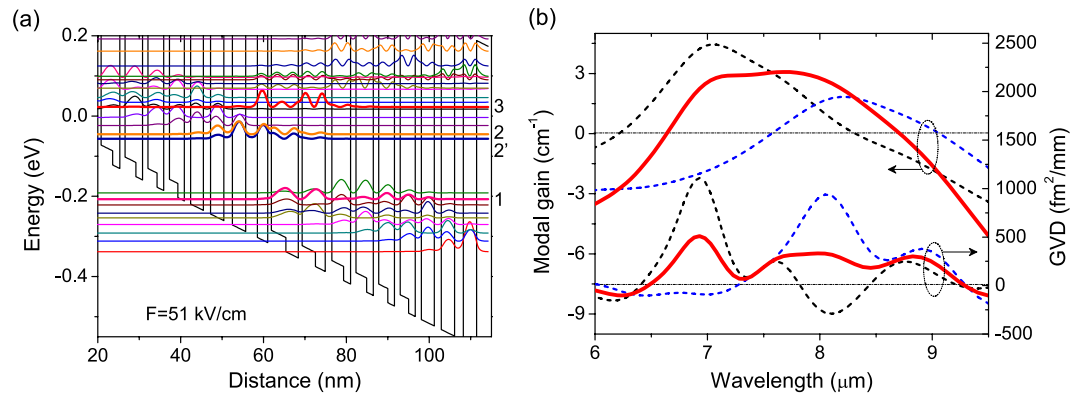 (a)
0.2
0.0
-0.2
-0.4
Energy (eV)
3
2
2'
1
F=51 kV/cm
20 40 60 80 100
Distance (nm)
(b)
3
0
-3
-6
-9
Modal gain (cm-1)
2500
2000
1500
1000
500
0
-500
GVD (fm2/mm)
6 7 8 9
Wavelength (μm)